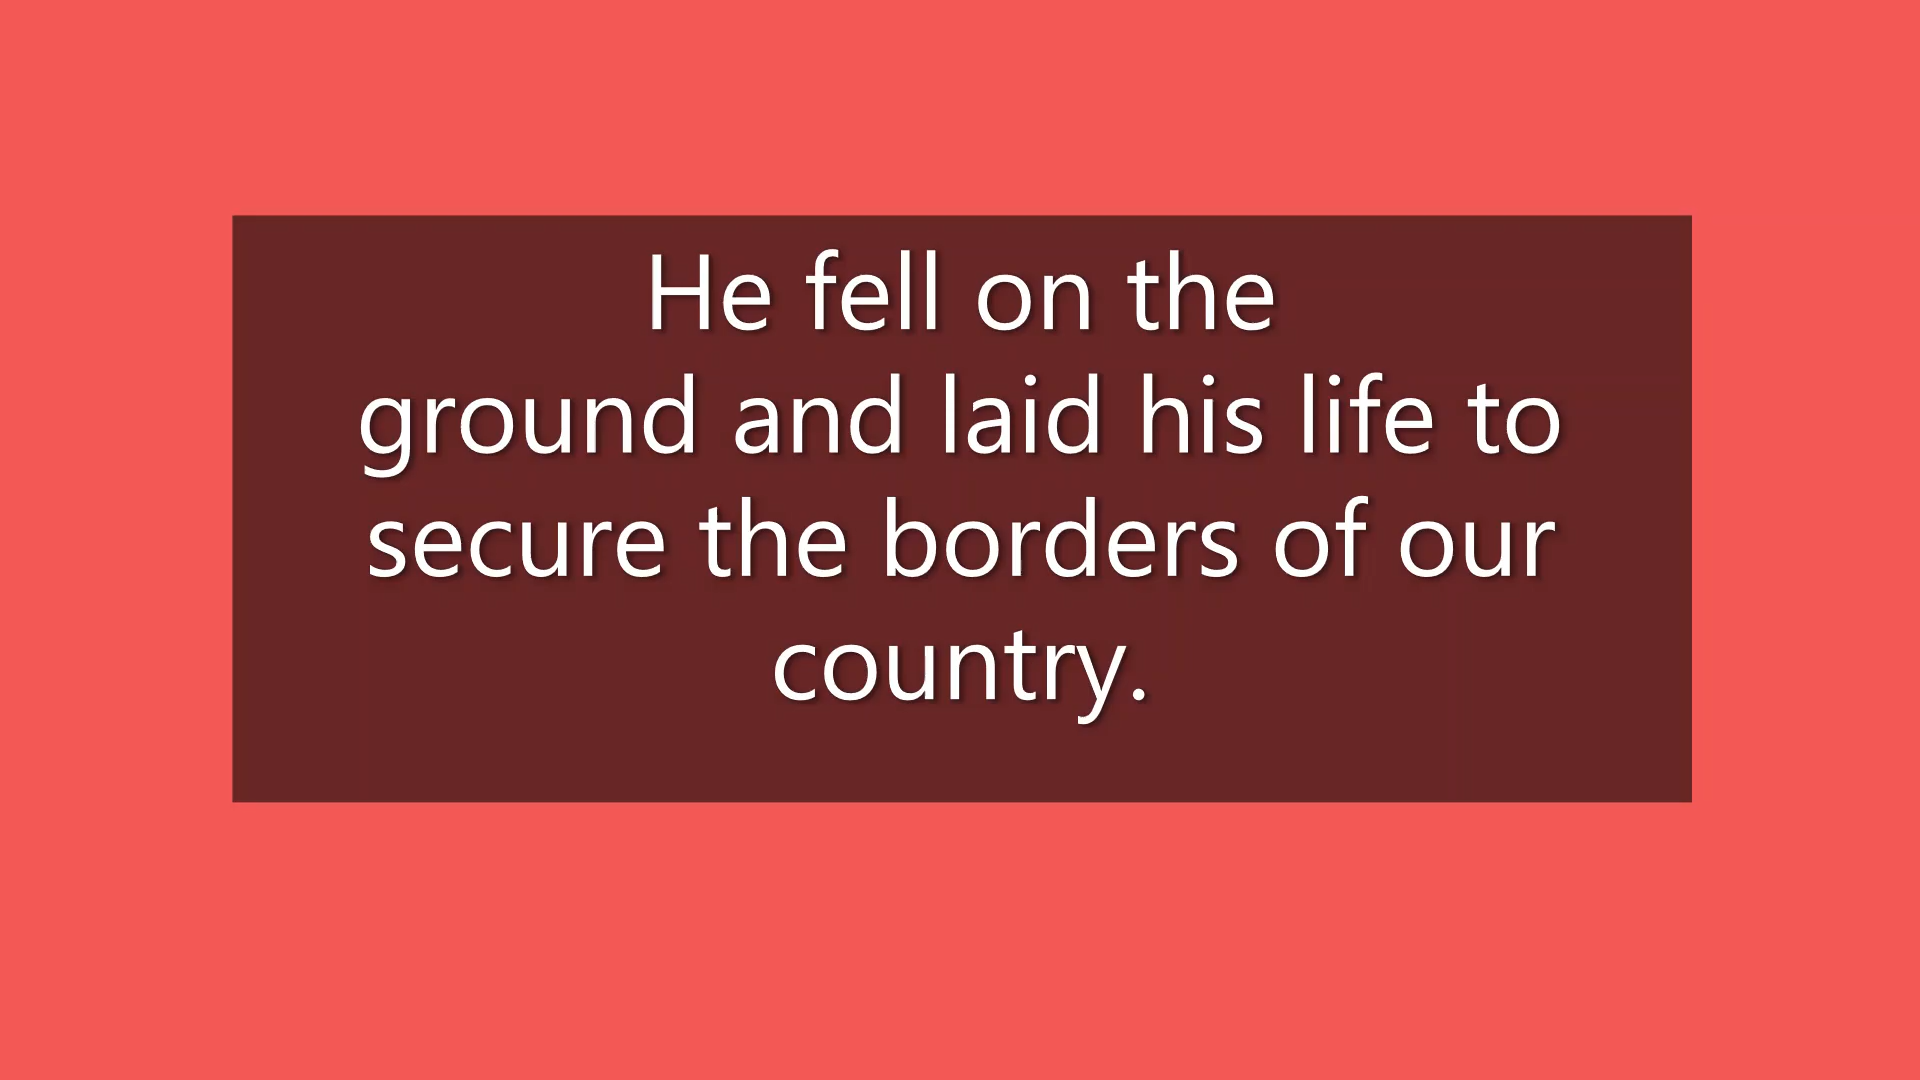 He fell on the
ground and laid his life to
secure the borders of our
country.